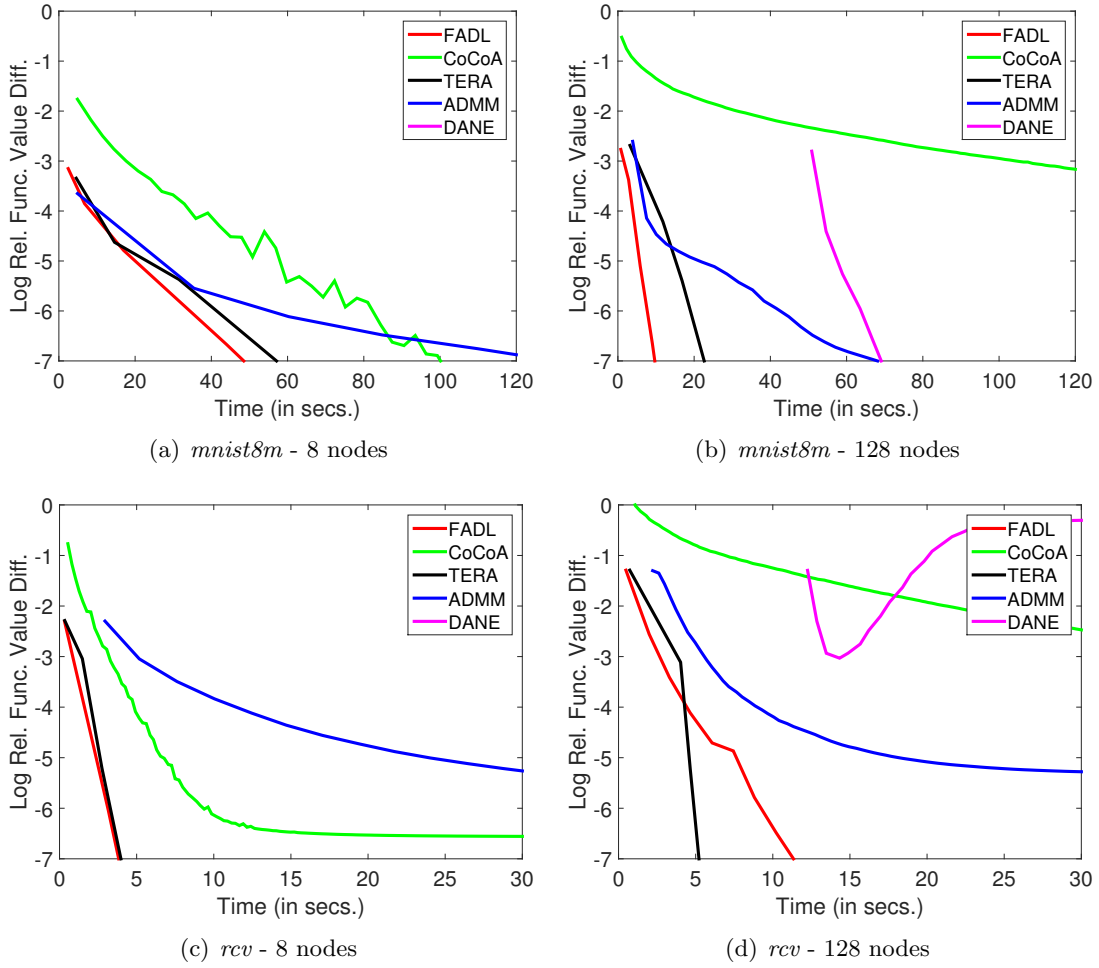 Log Rel. Func. Value Diff.
0
-1
-2
-3
-4
-5
-6
-7
0 20 40 60 80 100 120
Time (in secs.)
FADL
CoCoA
TERA
ADMM
DANE
(a) mnist8m - 8 nodes
Log Rel. Func. Value Diff.
0
-1
-2
-3
-4
-5
-6
-7
0 20 40 60 80 100 120
Time (in secs.)
FADL
CoCoA
TERA
ADMM
DANE
(b) mnist8m - 128 nodes
Log Rel. Func. Value Diff.
0
-1
-2
-3
-4
-5
-6
-7
0 5 10 15 20 25 30
Time (in secs.)
FADL
CoCoA
TERA
ADMM
DANE
(c) rcv - 8 nodes
Log Rel. Func. Value Diff.
0
-1
-2
-3
-4
-5
-6
-7
0 5 10 15 20 25 30
Time (in secs.)
FADL
CoCoA
TERA
ADMM
DANE
(d) rcv - 128 nodes